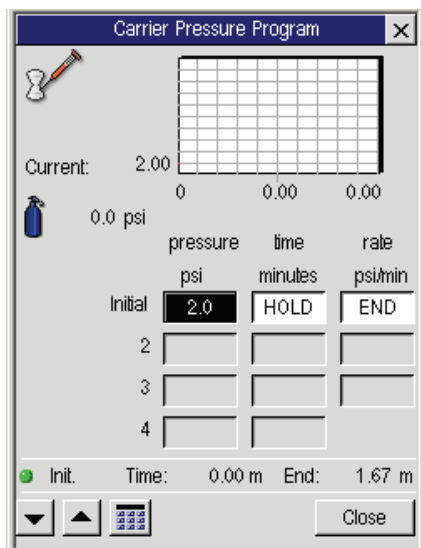 Carrier Pressure Program
Current: 2.00
0 0.00 0.00
0.0 psi
pressure time rate
psi minutes psi/min
Initial 2.0 HOLD END
2
3
4
Init. Time: 0.00 m End: 1.67 m
Close